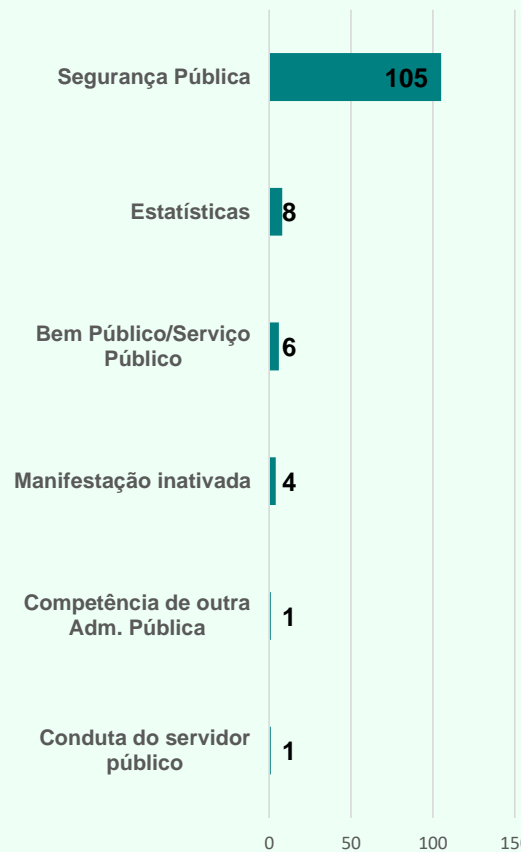 Segurança Pública
105
Estatísticas
8
Bem Público/Serviço
Público
6
Manifestação inativada
4
Competência de outra
Adm. Pública
1
Conduta do servidor
público
1
0 50 100 150